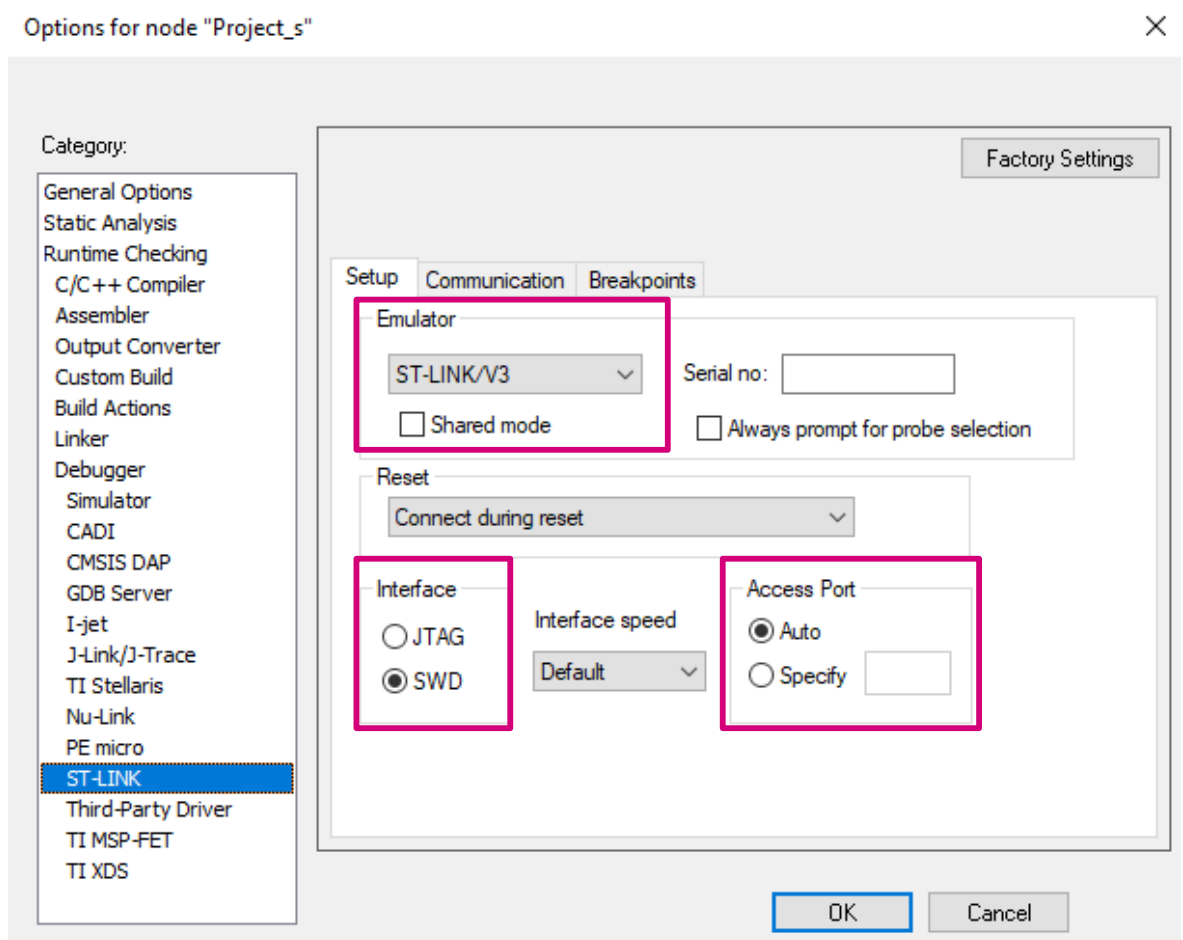 Options for node "Project_s"
Category:
General Options
Static Analysis
Runtime Checking
C/C++ Compiler
Assembler
Output Converter
Custom Build
Build Actions
Linker
Debugger
Simulator
CADI
CMSIS DAP
GDB Server
I-jet
J-Link/J-Trace
TI Stellaris
Nu-Link
PE micro
ST-LINK
Third-Party Driver
TI MSP-FET
TI XDS
Factory Settings
Setup Communication Breakpoints
Emulator
ST-LINK/V3 Serial no:
Shared mode Always prompt for probe selection
Reset
Connect during reset
Interface Interface speed Access Port
JTAG Auto
SWD Default Specify
OK Cancel